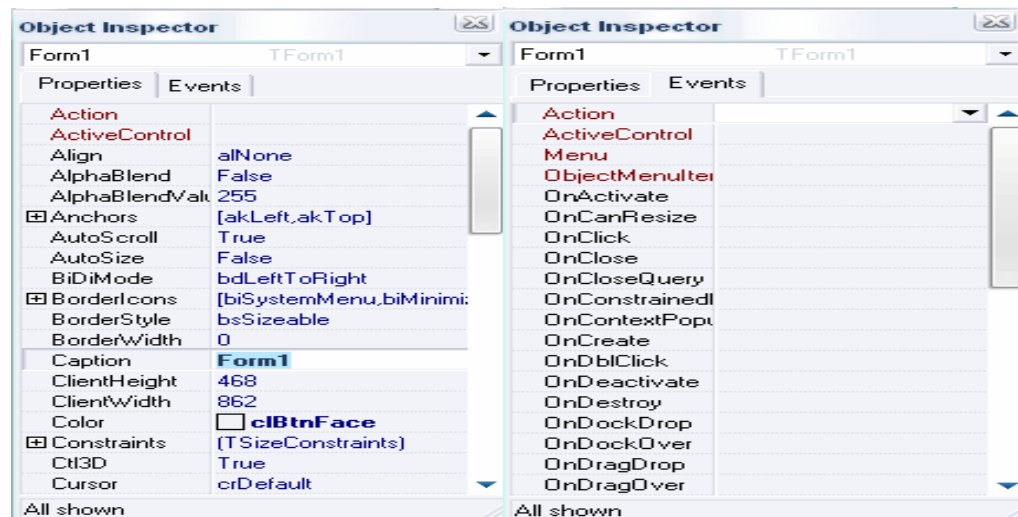 Object Inspector
Form1 TForm1
Properties Events
Action
ActiveControl
Align alNone
AlphaBlend False
AlphaBlendValu 255
Anchors [akLeft,akTop]
AutoScroll True
AutoSize False
BiDiMode bdLeftToRight
BorderIcons [biSystemMenu,biMinimiz
BorderStyle bsSizeable
BorderWidth 0
Caption Form1
ClientHeight 468
ClientWidth 862
Color clBtnFace
Constraints (TSizeConstraints)
Ctl3D True
Cursor crDefault
All shown
Object Inspector
Form1 TForm1
Properties Events
Action
ActiveControl
Menu
ObjectMenuIter
OnActivate
OnCanResize
OnClick
OnClose
OnCloseQuery
OnConstrainedI
OnContextPopu
OnCreate
OnDblClick
OnDeactivate
OnDestroy
OnDockDrop
OnDockOver
OnDragDrop
OnDragOver
All shown